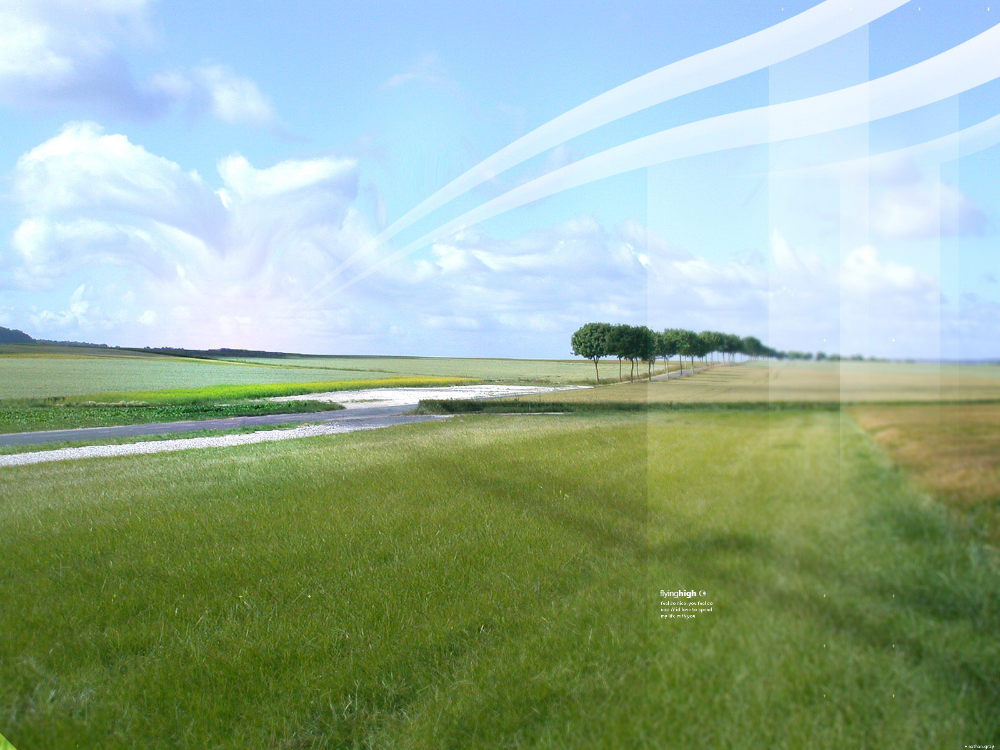 flyinghigh
feel so nice .you feel so
nice // id love to spend
my life with you
+ nathan.gray